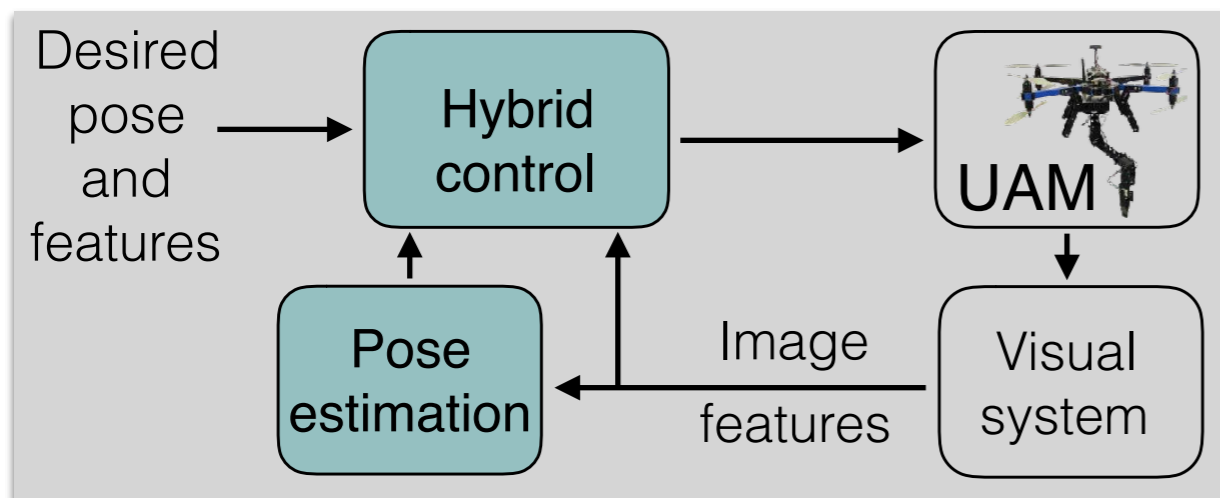 Desired
pose
and
features
Hybrid
control
UAM
Pose
estimation
Image
features
Visual
system